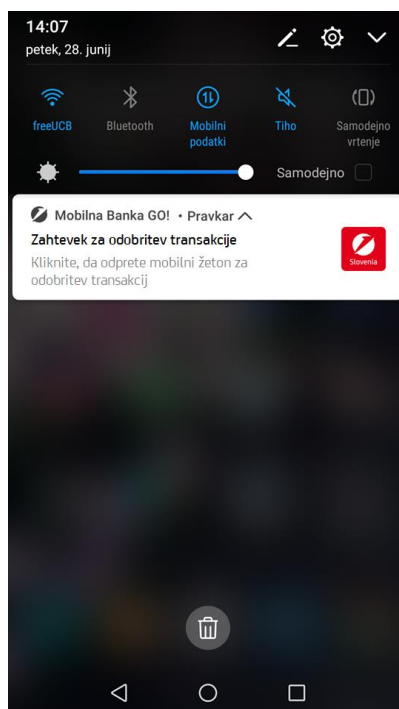 14:07
petek, 28. junij
freeUCB
Bluetooth
Mobilni
podatki
Tiho
Samodejno
vrtenje
Samodejno
Mobilna Banka GO! • Pravkar
Zahtevek za odobritev transakcije
Kliknite, da odprete mobilni žeton za
odobritev transakcij
Slovenia